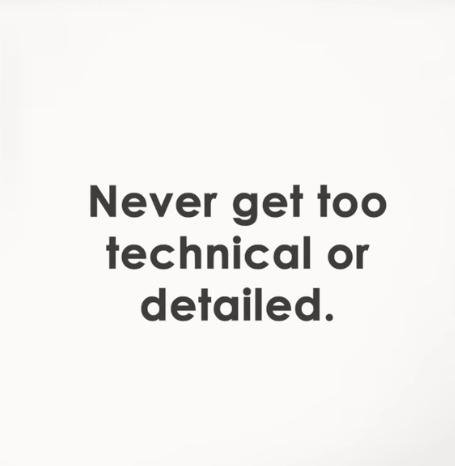 Never get too
technical or
detailed.